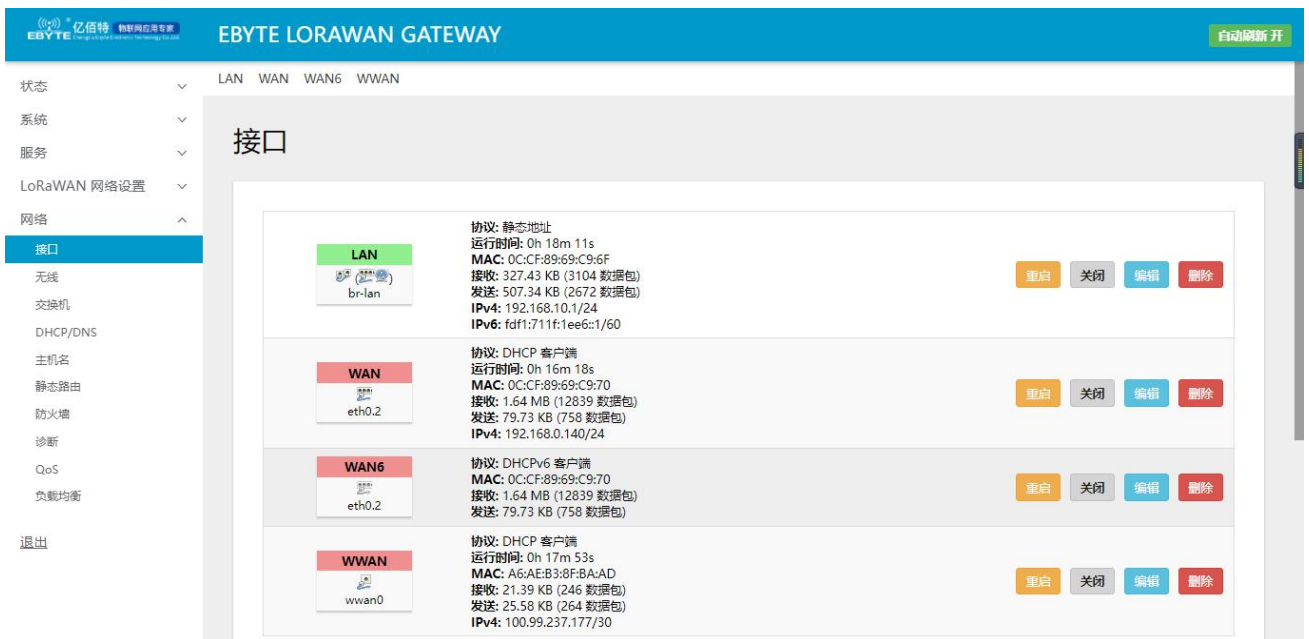 EBYTE 亿佰特 物联网应用专家
EBYTE LORAWAN GATEWAY
自动刷新 开
状态
系统
服务
LoRaWAN 网络设置
网络
接口
无线
交换机
DHCP/DNS
主机名
静态路由
防火墙
诊断
QoS
负载均衡
退出
LAN WAN WAN6 WWAN
接口
LAN
br-lan
协议: 静态地址
运行时间: 0h 18m 11s
MAC: 0C:CF:89:69:C9:6F
接收: 327.43 KB (3104 数据包)
发送: 507.34 KB (2672 数据包)
IPv4: 192.168.10.1/24
IPv6: fdf1:711f:1ee6::1/60
重启 关闭 编辑 删除
WAN
eth0.2
协议: DHCP 客户端
运行时间: 0h 16m 18s
MAC: 0C:CF:89:69:C9:70
接收: 1.64 MB (12839 数据包)
发送: 79.73 KB (758 数据包)
IPv4: 192.168.0.140/24
重启 关闭 编辑 删除
WAN6
eth0.2
协议: DHCPv6 客户端
MAC: 0C:CF:89:69:C9:70
接收: 1.64 MB (12839 数据包)
发送: 79.73 KB (758 数据包)
重启 关闭 编辑 删除
WWAN
wwan0
协议: DHCP 客户端
运行时间: 0h 17m 53s
MAC: A6:AE:B3:8F:BA:AD
接收: 21.39 KB (246 数据包)
发送: 25.58 KB (264 数据包)
IPv4: 100.99.237.177/30
重启 关闭 编辑 删除